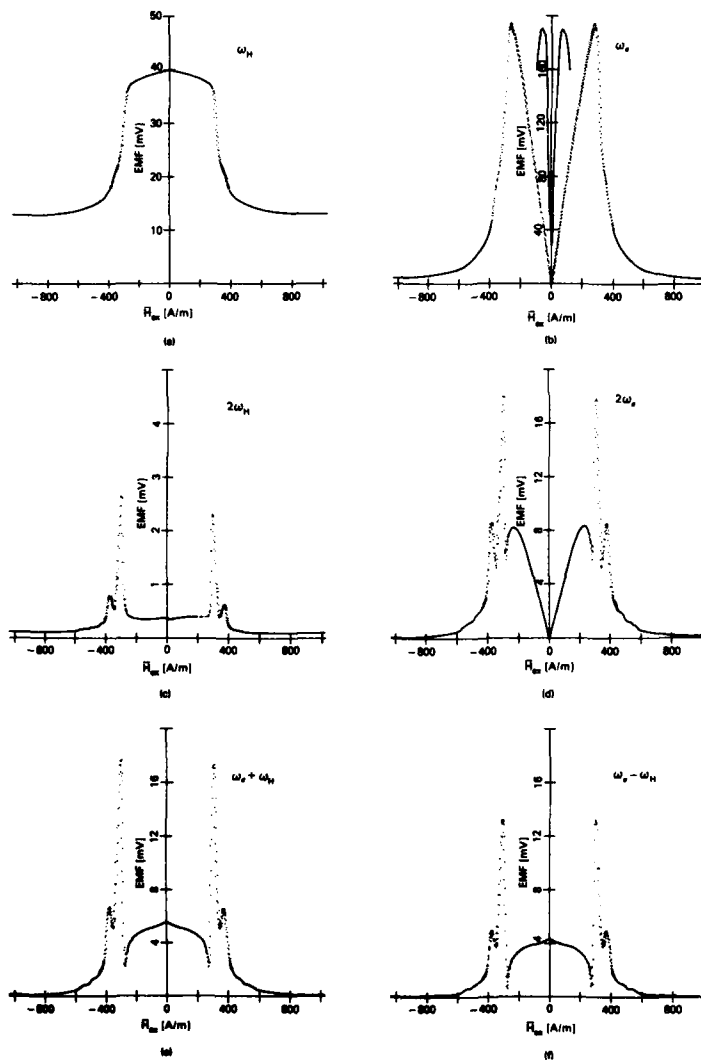 50
40
30
20
10
EMF [mV]
ω_H
−800 −400 0 400 800
H̄_ex [A/m]
(a)
160
120
80
40
EMF [mV]
ω_σ
−800 −400 0 400 800
H̄_ex [A/m]
(b)
4
3
2
1
EMF [mV]
2ω_H
−800 −400 0 400 800
H̄_ex [A/m]
(c)
16
12
8
4
EMF [mV]
2ω_σ
−800 −400 0 400 800
H̄_ex [A/m]
(d)
16
12
8
4
EMF [mV]
ω_σ + ω_H
−800 −400 0 400 800
H̄_ex [A/m]
(e)
16
12
8
4
EMF [mV]
ω_σ − ω_H
−800 −400 0 400 800
H̄_ex [A/m]
(f)